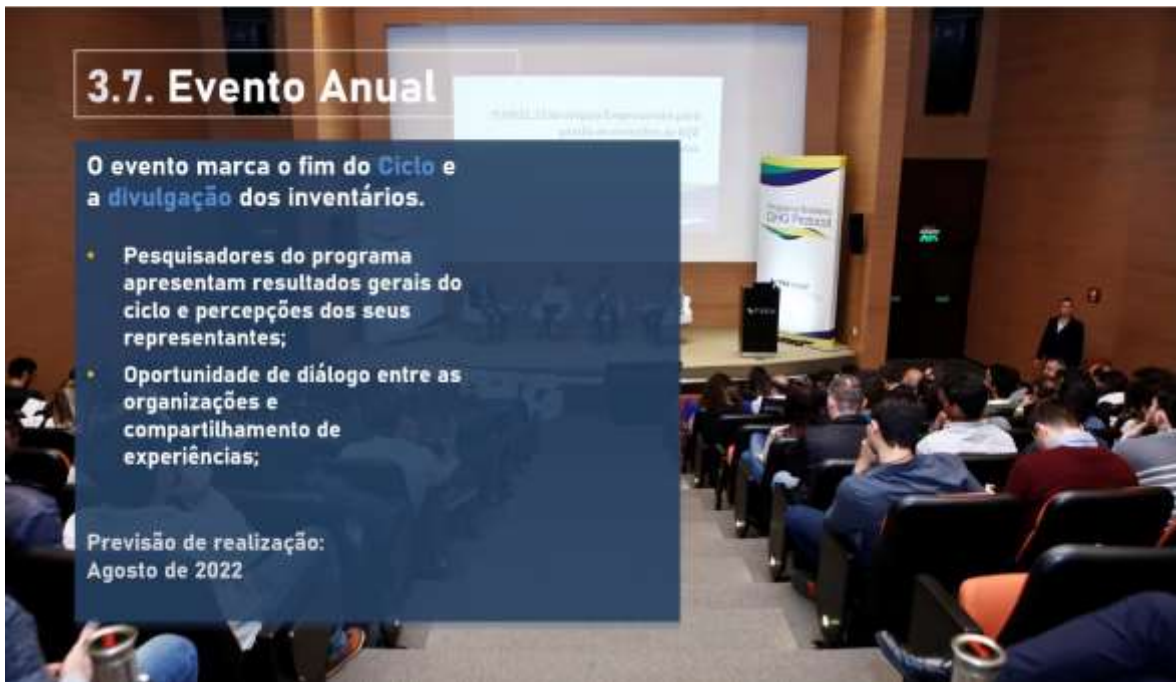 3.7. Evento Anual
O evento marca o fim do Ciclo e
a divulgação dos inventários.
• Pesquisadores do programa
apresentam resultados gerais do
ciclo e percepções dos seus
representantes;
• Oportunidade de diálogo entre as
organizações e
compartilhamento de
experiências;
Previsão de realização:
Agosto de 2022
GHG Protocol